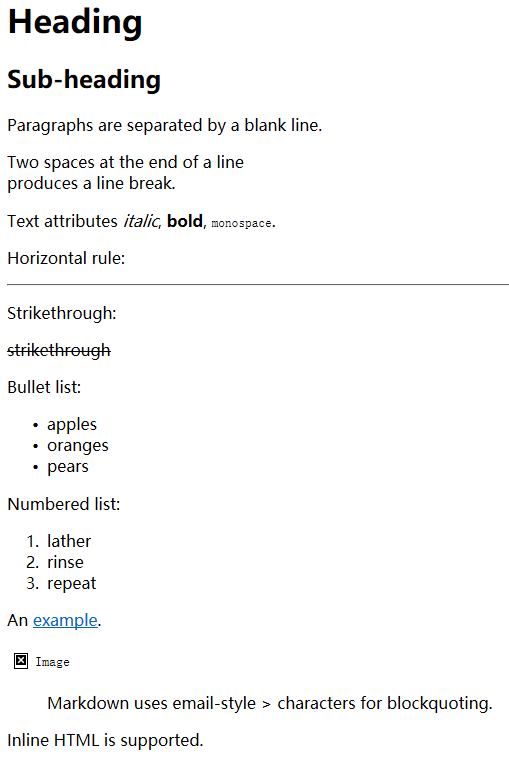 Heading
Sub-heading
Paragraphs are separated by a blank line.
Two spaces at the end of a line
produces a line break.
Text attributes italic, bold, monospace.
Horizontal rule:
Strikethrough:
strikethrough
Bullet list:
• apples
• oranges
• pears
Numbered list:
1. lather
2. rinse
3. repeat
An example.
Image
Markdown uses email-style > characters for blockquoting.
Inline HTML is supported.